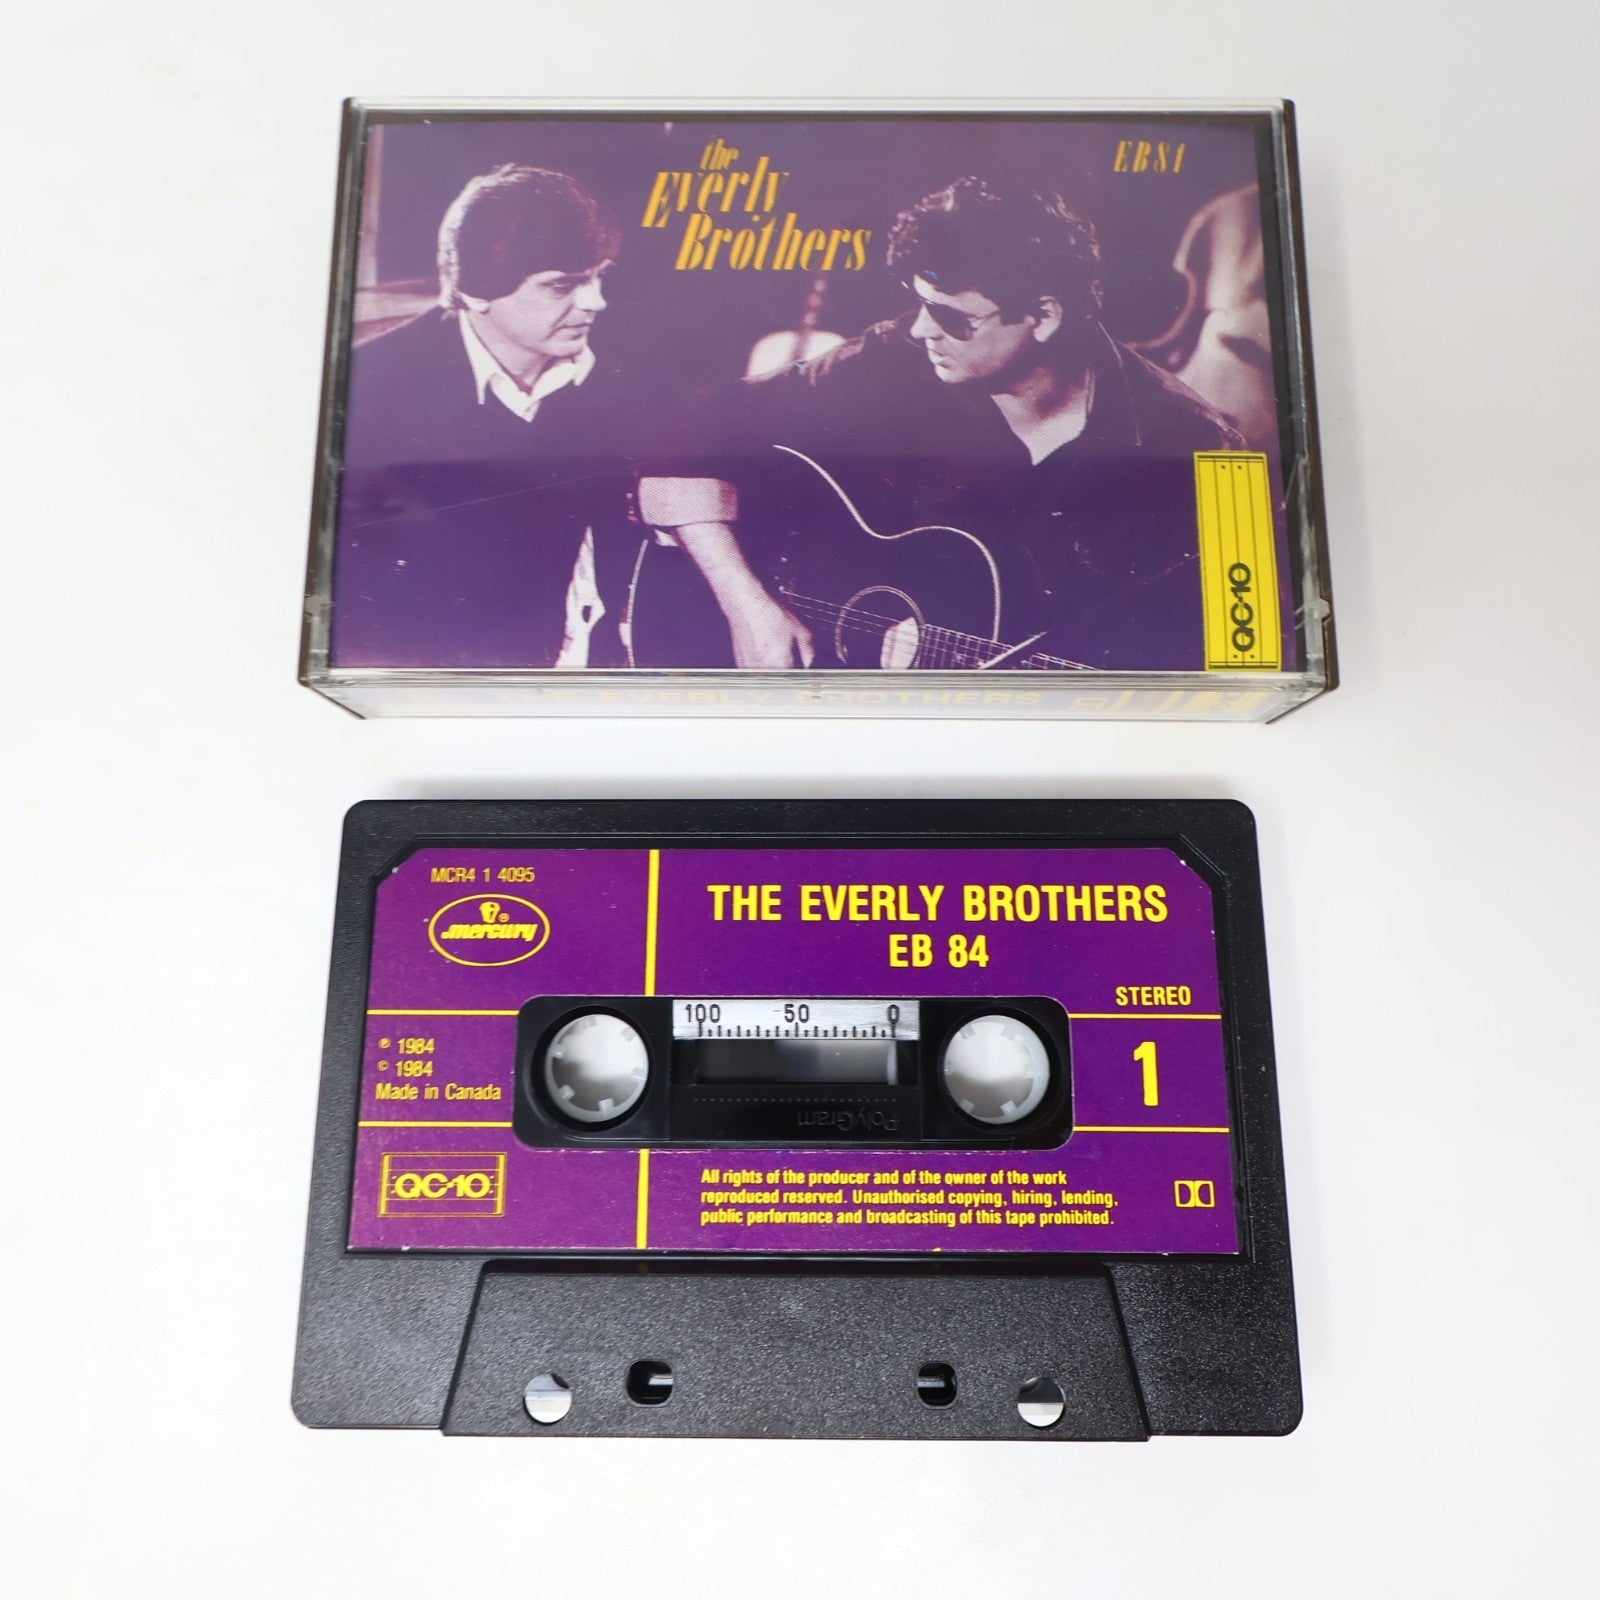 the
Everly
Brothers
EB 84
QC-10
THE EVERLY BROTHERS
MCR4 1 4095
mercury ®
THE EVERLY BROTHERS
EB 84
STEREO
100 50 0
℗ 1984
© 1984
Made in Canada
1
PolyGram
QC-10
All rights of the producer and of the owner of the work
reproduced reserved. Unauthorised copying, hiring, lending,
public performance and broadcasting of this tape prohibited.